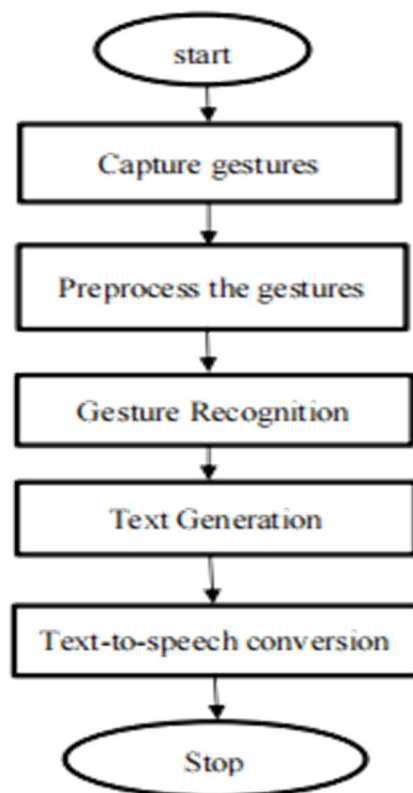 start
Capture gestures
Preprocess the gestures
Gesture Recognition
Text Generation
Text-to-speech conversion
Stop